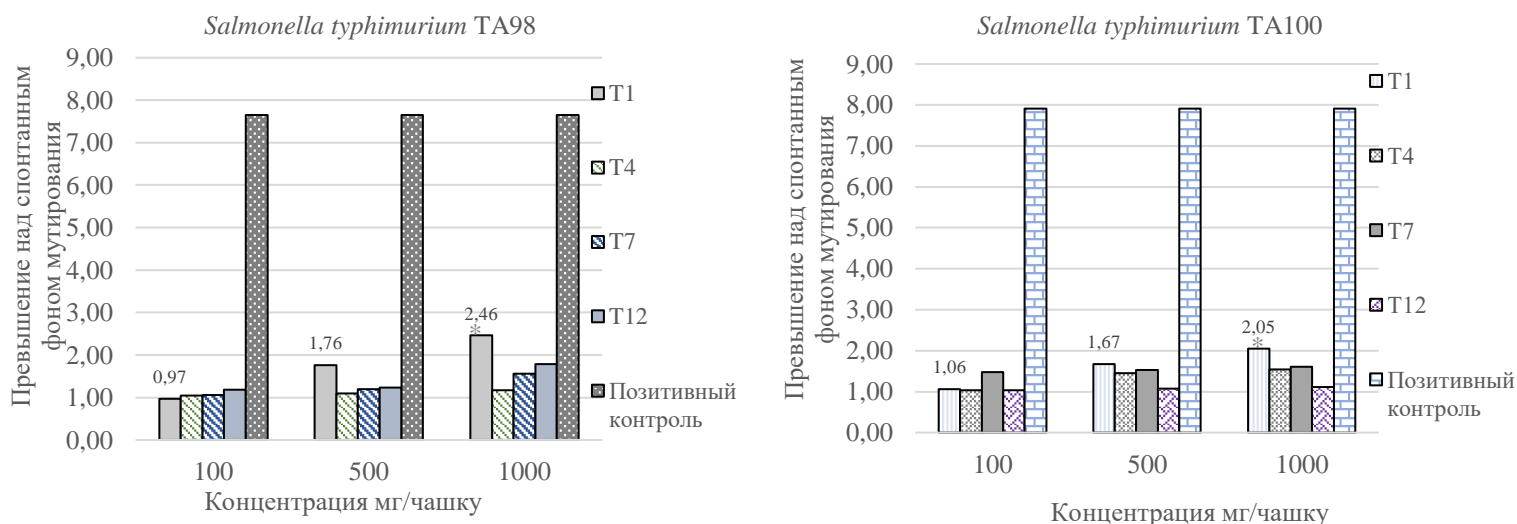 Salmonella typhimurium TA98
Превышение над спонтанным
фоном мутирования
9,00
8,00
7,00
6,00
5,00
4,00
3,00
2,00
1,00
0,00
0,97
1,76
2,46
*
100
500
1000
Концентрация мг/чашку
T1
T4
T7
T12
Позитивный
контроль
Salmonella typhimurium TA100
Превышение над спонтанным
фоном мутирования
9,00
8,00
7,00
6,00
5,00
4,00
3,00
2,00
1,00
0,00
1,06
1,67
2,05
*
100
500
1000
Концентрация мг/чашку
T1
T4
T7
T12
Позитивный
контроль